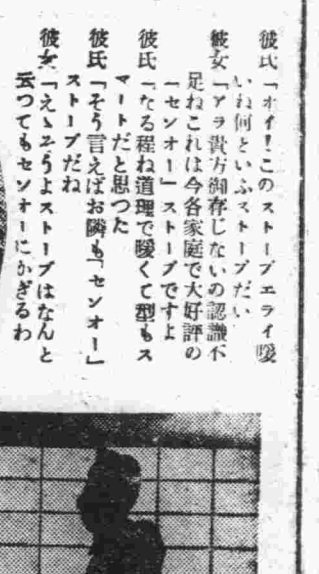 彼氏「オイ！このストーブエライ暖
いね何といふストーブだい
彼女「アラ貴方御存じないの認識不
足ねこれは今各家庭で大好評の
「センオー」ストーブですよ
彼氏「なる程ね道理で暖くて型もス
マートだと思つた
彼氏「そう言えばお隣も「センオー」
ストーブだね
彼女「えゝそうよストーブはなんと
云つてもセンオーにかぎるわ